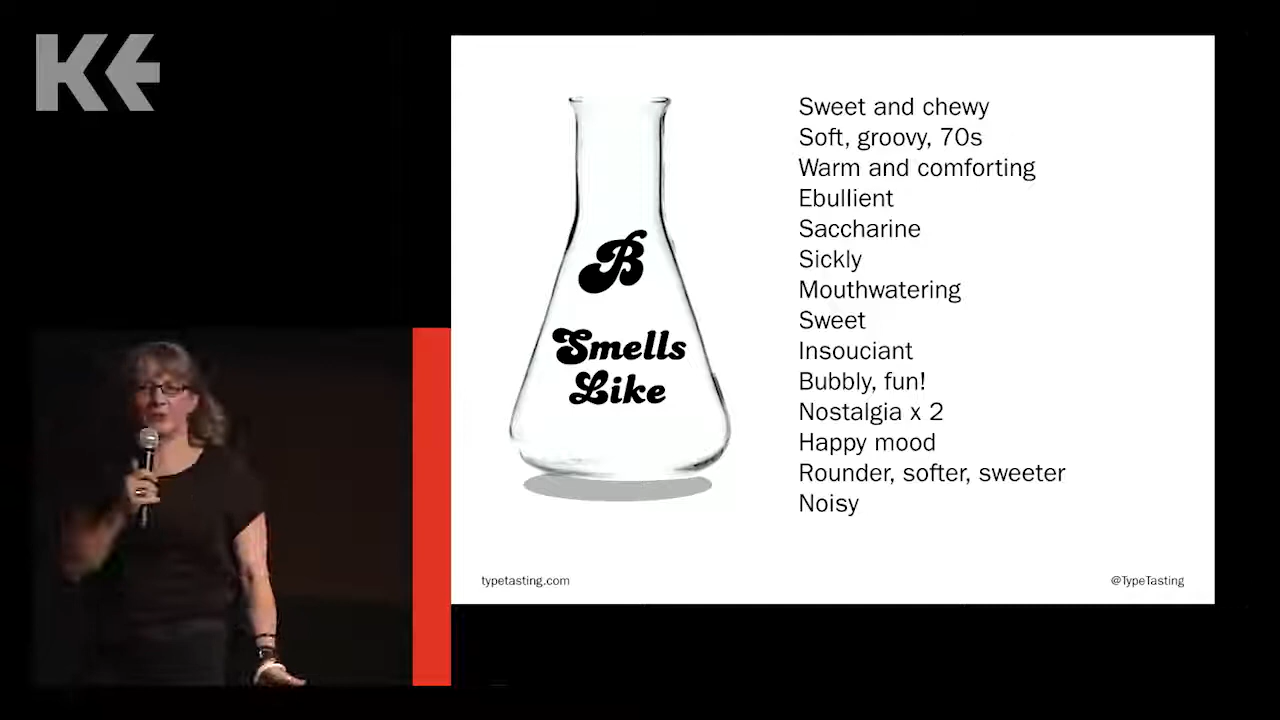 KE
B
Smells
Like
Sweet and chewy
Soft, groovy, 70s
Warm and comforting
Ebullient
Saccharine
Sickly
Mouthwatering
Sweet
Insouciant
Bubbly, fun!
Nostalgia x 2
Happy mood
Rounder, softer, sweeter
Noisy
typetasting.com
@TypeTasting